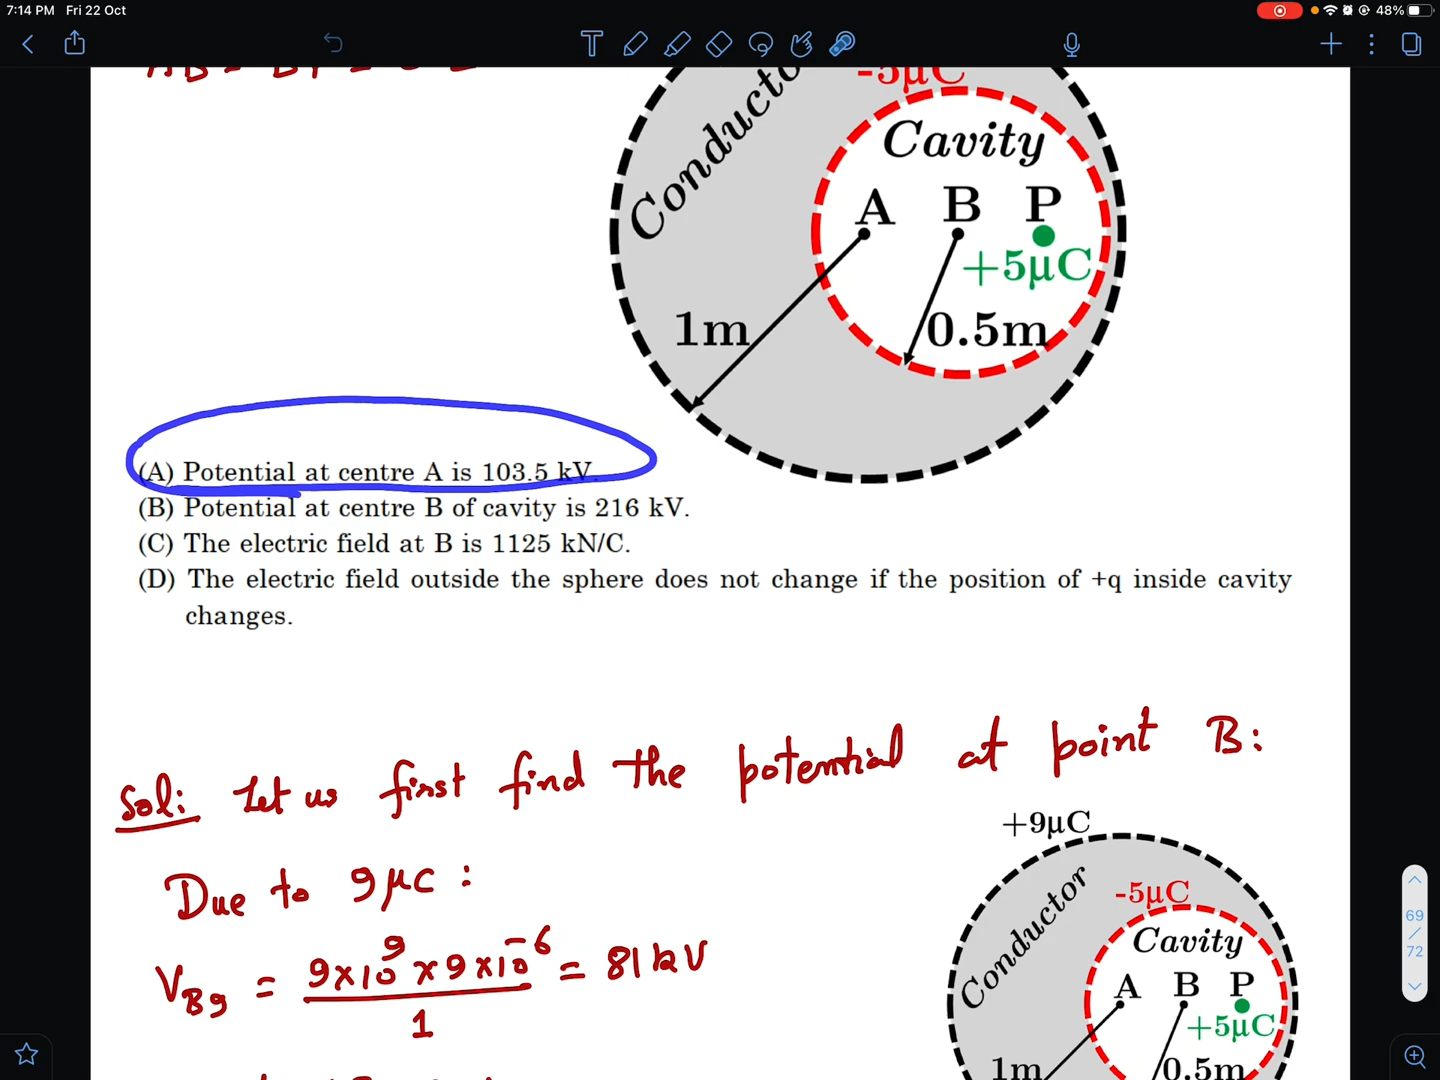 7:14 PM Fri 22 Oct
48%
-5μC
Conductor
Cavity
A B P
+5μC
1m
0.5m
(A) Potential at centre A is 103.5 kV.
(B) Potential at centre B of cavity is 216 kV.
(C) The electric field at B is 1125 kN/C.
(D) The electric field outside the sphere does not change if the position of +q inside cavity
changes.
Sol: Let us first find the potential at point B:
Due to 9μC :
V_B9 = 9×10^9 × 9×10^-6 / 1 = 81 kV
+9μC
Conductor
-5μC
Cavity
A B P
+5μC
1m
0.5m
69
/
72